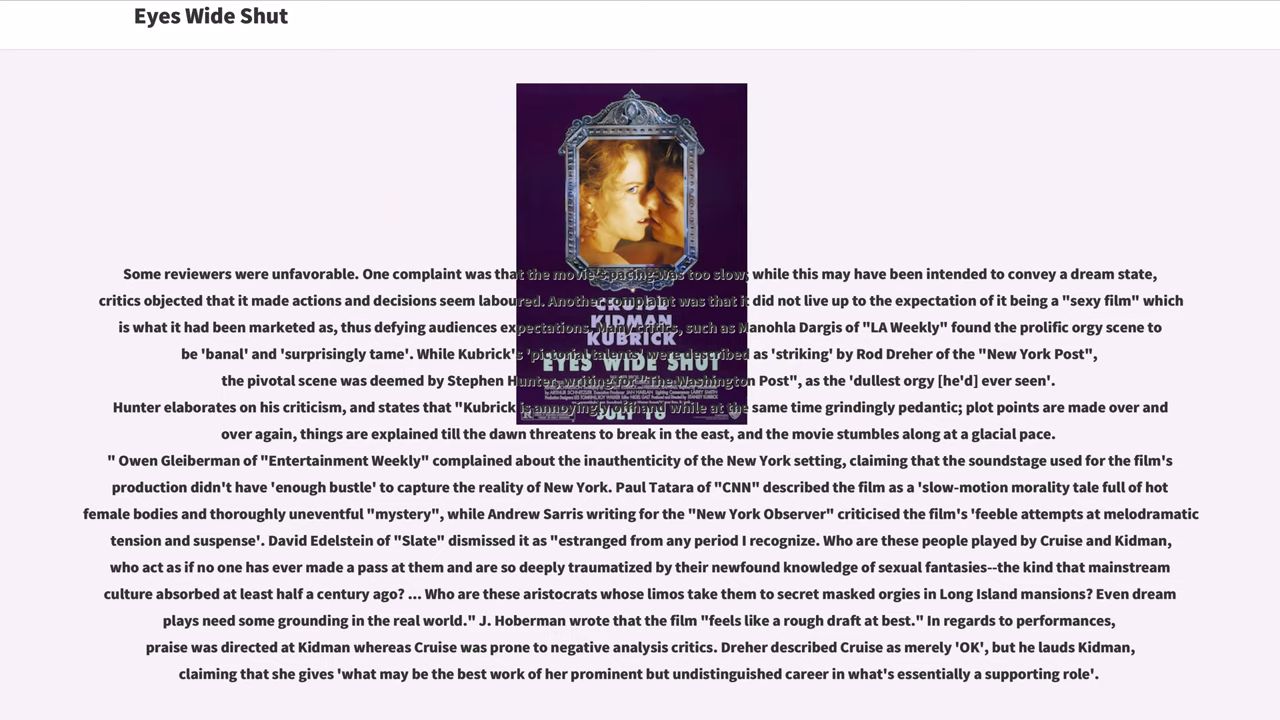 Eyes Wide Shut
Some reviewers were unfavorable. One complaint was that the movie's pacing was too slow; while this may have been intended to convey a dream state,
critics objected that it made actions and decisions seem laboured. Another complaint was that it did not live up to the expectation of it being a "sexy film" which
CRUISE
is what it had been marketed as, thus defying audiences expectations, Many critics, such as Manohla Dargis of "LA Weekly" found the prolific orgy scene to
KIDMAN
KUBRICK
be 'banal' and 'surprisingly tame'. While Kubrick's 'pictorial talents' were described as 'striking' by Rod Dreher of the "New York Post",
EYES WIDE SHUT
the pivotal scene was deemed by Stephen Hunter, writing for "The Washington Post", as the 'dullest orgy [he'd] ever seen'.
Hunter elaborates on his criticism, and states that "Kubrick is annoyingly offhand while at the same time grindingly pedantic; plot points are made over and
JULY 16
over again, things are explained till the dawn threatens to break in the east, and the movie stumbles along at a glacial pace.
" Owen Gleiberman of "Entertainment Weekly" complained about the inauthenticity of the New York setting, claiming that the soundstage used for the film's
production didn't have 'enough bustle' to capture the reality of New York. Paul Tatara of "CNN" described the film as a 'slow-motion morality tale full of hot
female bodies and thoroughly uneventful "mystery", while Andrew Sarris writing for the "New York Observer" criticised the film's 'feeble attempts at melodramatic
tension and suspense'. David Edelstein of "Slate" dismissed it as "estranged from any period I recognize. Who are these people played by Cruise and Kidman,
who act as if no one has ever made a pass at them and are so deeply traumatized by their newfound knowledge of sexual fantasies--the kind that mainstream
culture absorbed at least half a century ago? ... Who are these aristocrats whose limos take them to secret masked orgies in Long Island mansions? Even dream
plays need some grounding in the real world." J. Hoberman wrote that the film "feels like a rough draft at best." In regards to performances,
praise was directed at Kidman whereas Cruise was prone to negative analysis critics. Dreher described Cruise as merely 'OK', but he lauds Kidman,
claiming that she gives 'what may be the best work of her prominent but undistinguished career in what's essentially a supporting role'.